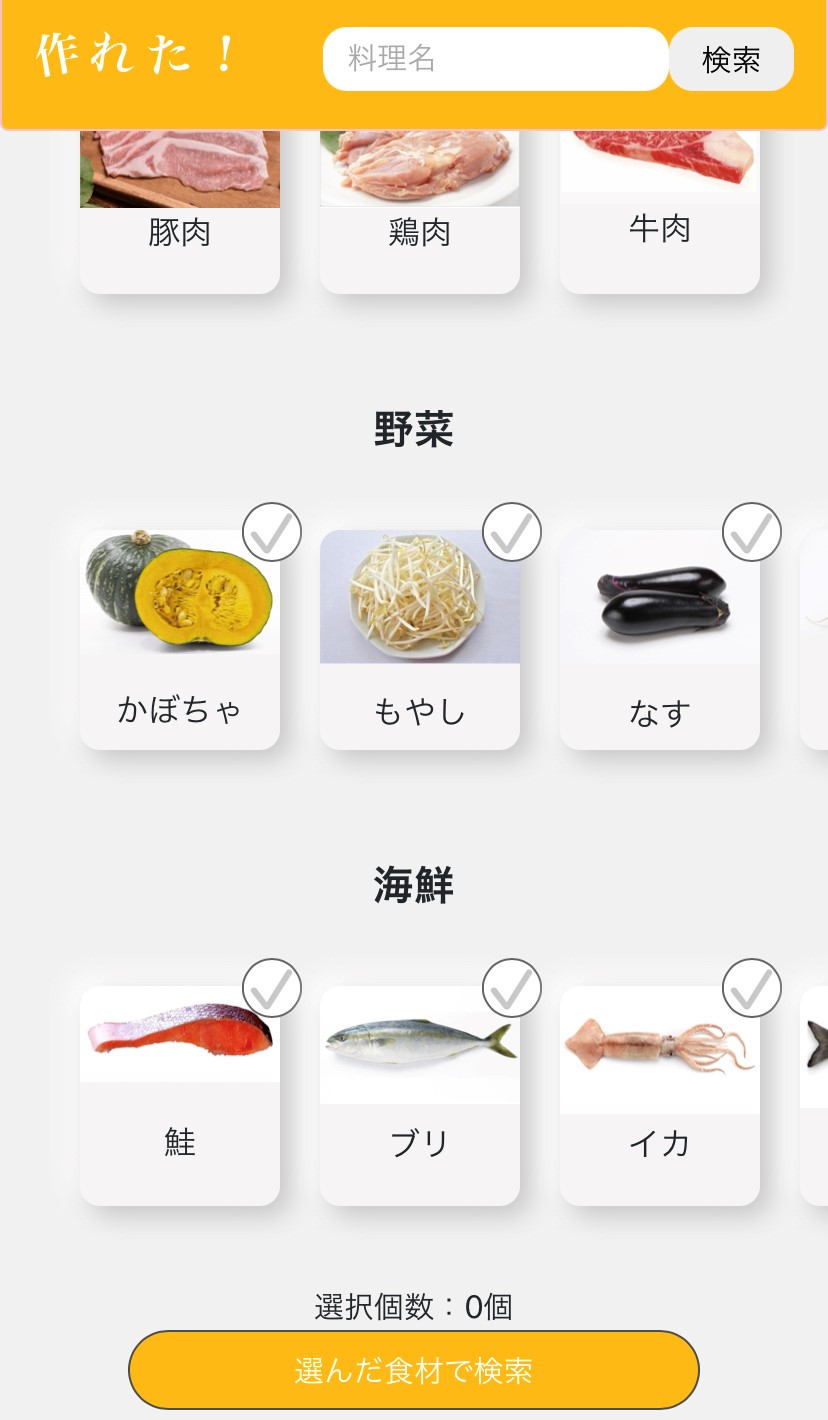 作れた！
料理名
検索
豚肉
鶏肉
牛肉
野菜
かぼちゃ
もやし
なす
海鮮
鮭
ブリ
イカ
選択個数：0個
選んだ食材で検索